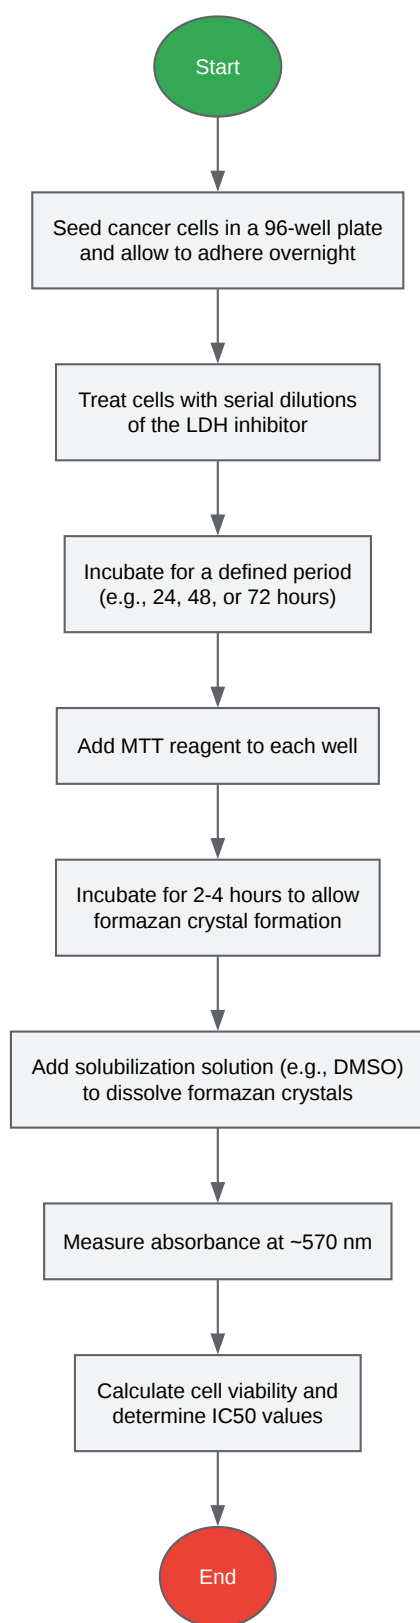 Start
Seed cancer cells in a 96-well plate
and allow to adhere overnight
Treat cells with serial dilutions
of the LDH inhibitor
Incubate for a defined period
(e.g., 24, 48, or 72 hours)
Add MTT reagent to each well
Incubate for 2-4 hours to allow
formazan crystal formation
Add solubilization solution (e.g., DMSO)
to dissolve formazan crystals
Measure absorbance at ~570 nm
Calculate cell viability and
determine IC50 values
End